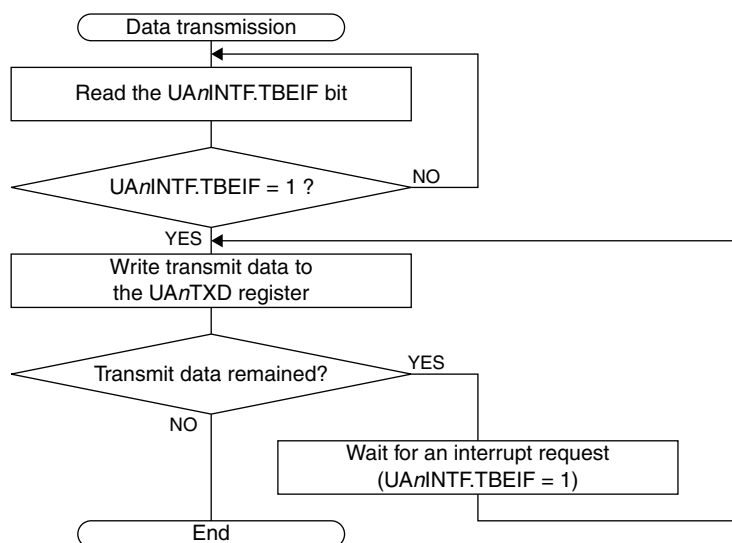 Data transmission
Read the UAnINTF.TBEIF bit
UAnINTF.TBEIF = 1 ?
NO
YES
Write transmit data to
the UAnTXD register
Transmit data remained?
YES
NO
Wait for an interrupt request
(UAnINTF.TBEIF = 1)
End